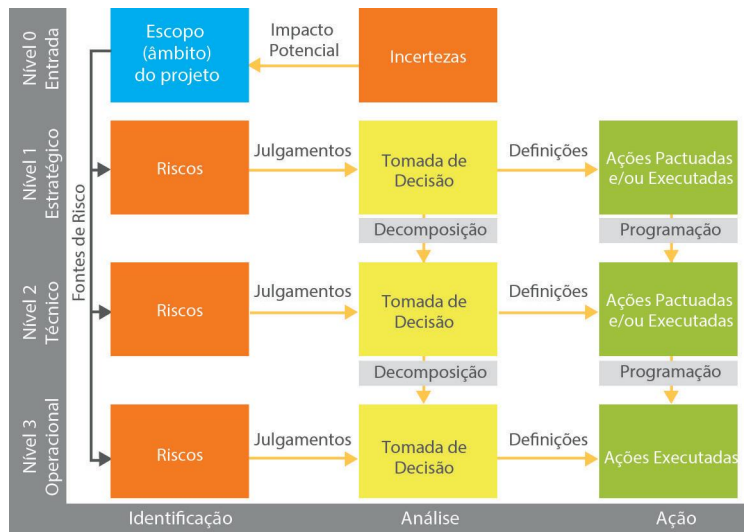 Nível 0
Entrada
Escopo
(âmbito)
do projeto
Impacto
Potencial
Incertezas
Fontes de Risco
Nível 1
Estratégico
Riscos
Julgamentos
Tomada de
Decisão
Definições
Ações Pactuadas
e/ou Executadas
Decomposição
Programação
Nível 2
Técnico
Riscos
Julgamentos
Tomada de
Decisão
Definições
Ações Pactuadas
e/ou Executadas
Decomposição
Programação
Nível 3
Operacional
Riscos
Julgamentos
Tomada de
Decisão
Definições
Ações Executadas
Identificação
Análise
Ação